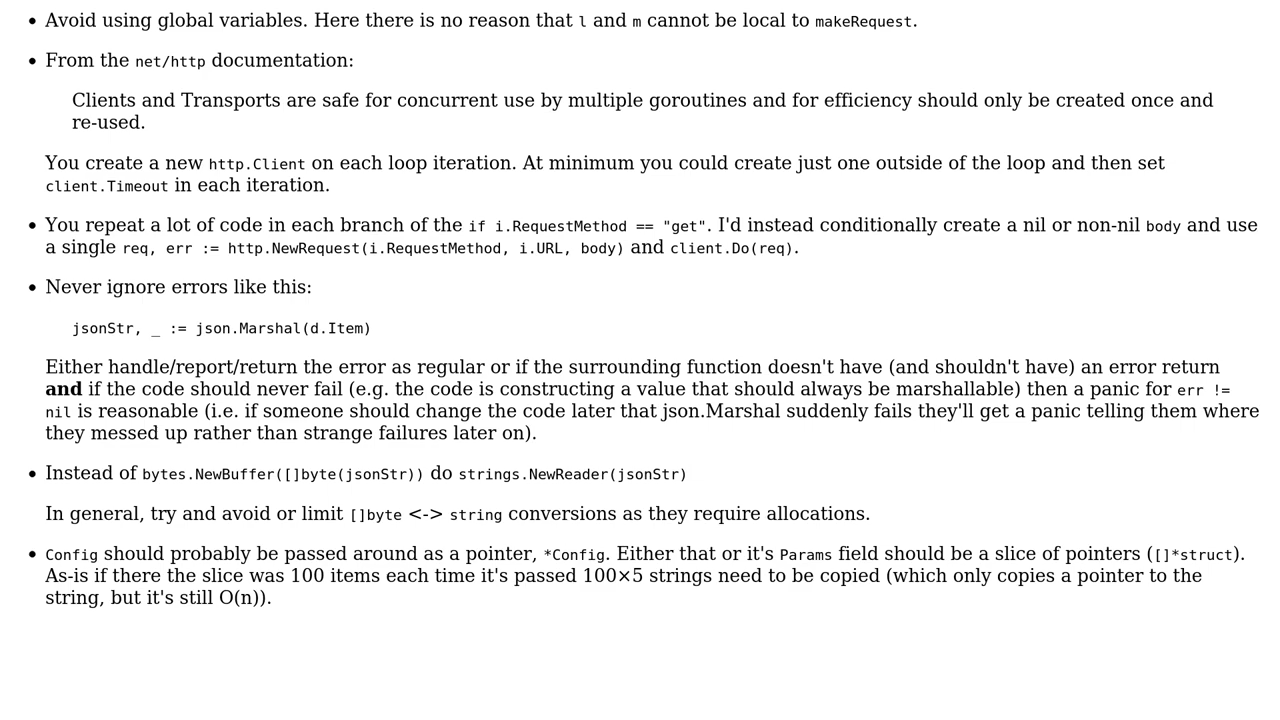 • Avoid using global variables. Here there is no reason that l and m cannot be local to makeRequest.
• From the net/http documentation:
Clients and Transports are safe for concurrent use by multiple goroutines and for efficiency should only be created once and
re-used.
You create a new http.Client on each loop iteration. At minimum you could create just one outside of the loop and then set
client.Timeout in each iteration.
• You repeat a lot of code in each branch of the if i.RequestMethod == "get". I'd instead conditionally create a nil or non-nil body and use
a single req, err := http.NewRequest(i.RequestMethod, i.URL, body) and client.Do(req).
• Never ignore errors like this:
jsonStr, _ := json.Marshal(d.Item)
Either handle/report/return the error as regular or if the surrounding function doesn't have (and shouldn't have) an error return
and if the code should never fail (e.g. the code is constructing a value that should always be marshallable) then a panic for err !=
nil is reasonable (i.e. if someone should change the code later that json.Marshal suddenly fails they'll get a panic telling them where
they messed up rather than strange failures later on).
• Instead of bytes.NewBuffer([]byte(jsonStr)) do strings.NewReader(jsonStr)
In general, try and avoid or limit []byte <-> string conversions as they require allocations.
• Config should probably be passed around as a pointer, *Config. Either that or it's Params field should be a slice of pointers ([]*struct).
As-is if there the slice was 100 items each time it's passed 100×5 strings need to be copied (which only copies a pointer to the
string, but it's still O(n)).